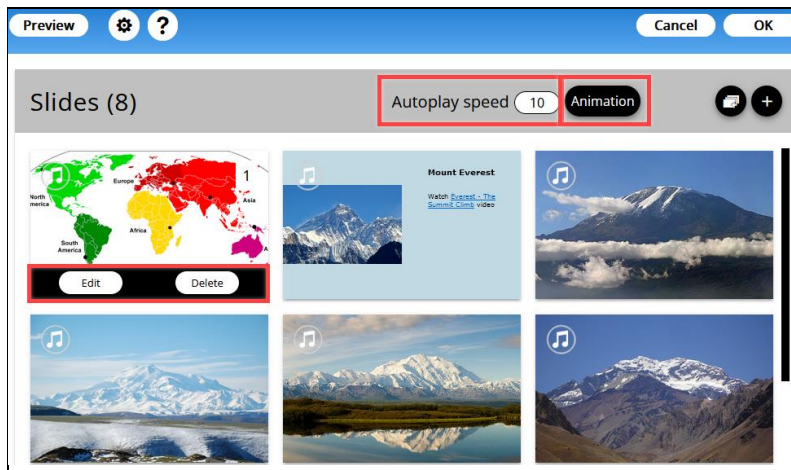 Preview
?
Cancel
OK
Slides (8)
Autoplay speed
10
Animation
+
1
North
merica
Europe
Asia
Africa
South
America
A
Edit
Delete
Mount Everest
Watch Everest - The
Summit Climb video